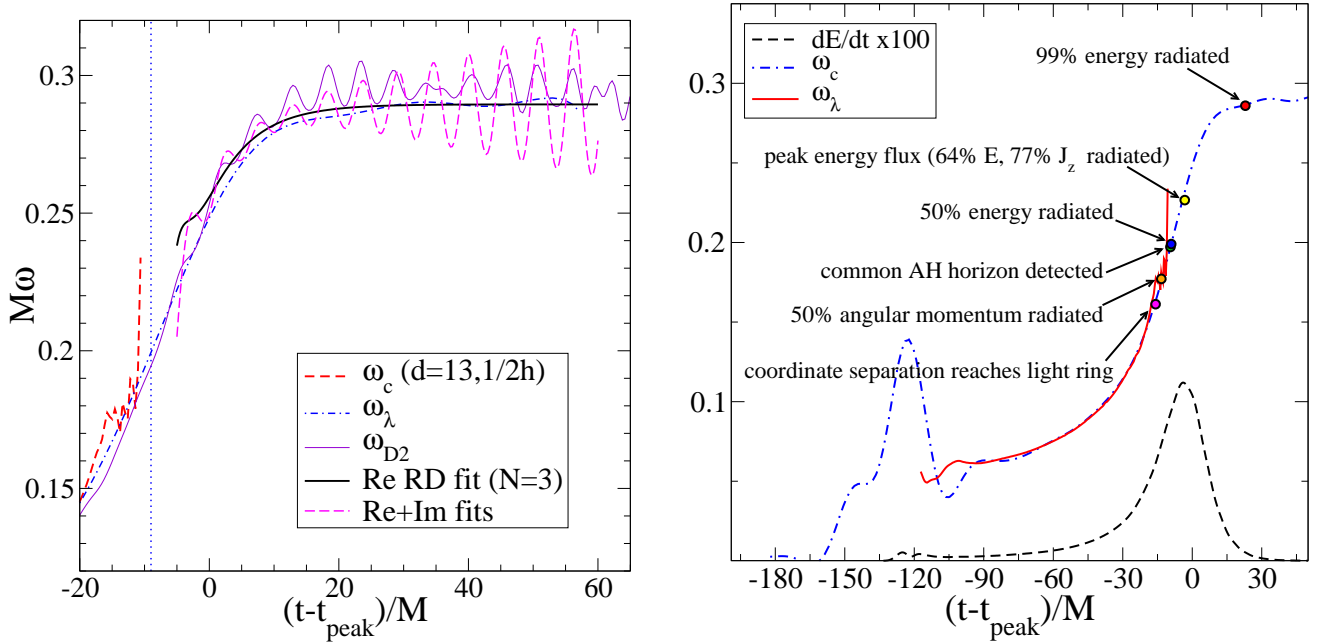 0.3
0.25
0.2
0.15
Mω
ω_c (d=13,1/2h)
ω_λ
ω_D2
Re RD fit (N=3)
Re+Im fits
-20 0 20 40 60
(t-t_peak)/M
dE/dt x100
ω_c
ω_λ
0.3
0.2
0.1
99% energy radiated
peak energy flux (64% E, 77% J_z radiated)
50% energy radiated
common AH horizon detected
50% angular momentum radiated
coordinate separation reaches light ring
-180 -150 -120 -90 -60 -30 0 30
(t-t_peak)/M